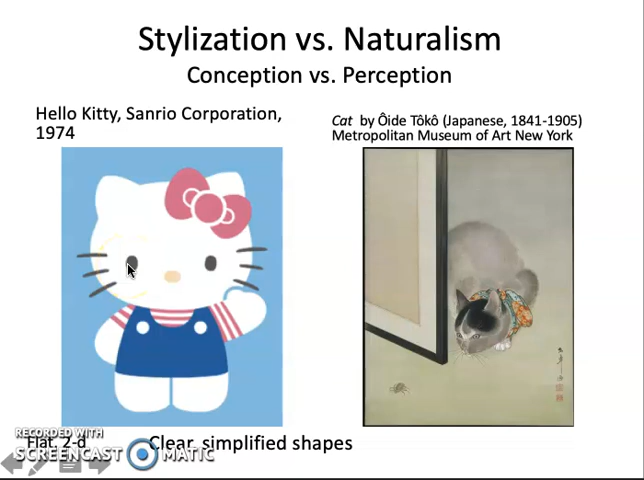 Stylization vs. Naturalism
Conception vs. Perception
Hello Kitty, Sanrio Corporation,
1974
Cat by Ôide Tôkô (Japanese, 1841-1905)
Metropolitan Museum of Art New York
Flat, 2-d
Clear, simplified shapes
RECORDED WITH
SCREENCAST MATIC